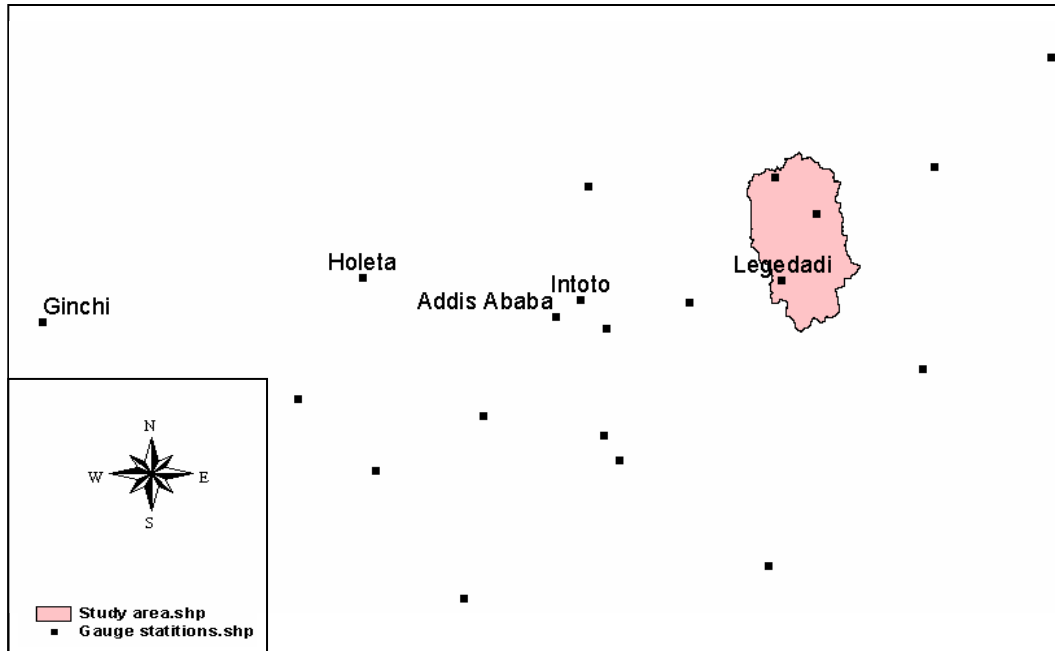 Holeta
Legedadi
Intoto
Ginchi
Addis Ababa
N
W E
S
Study area.shp
Gauge statitions.shp